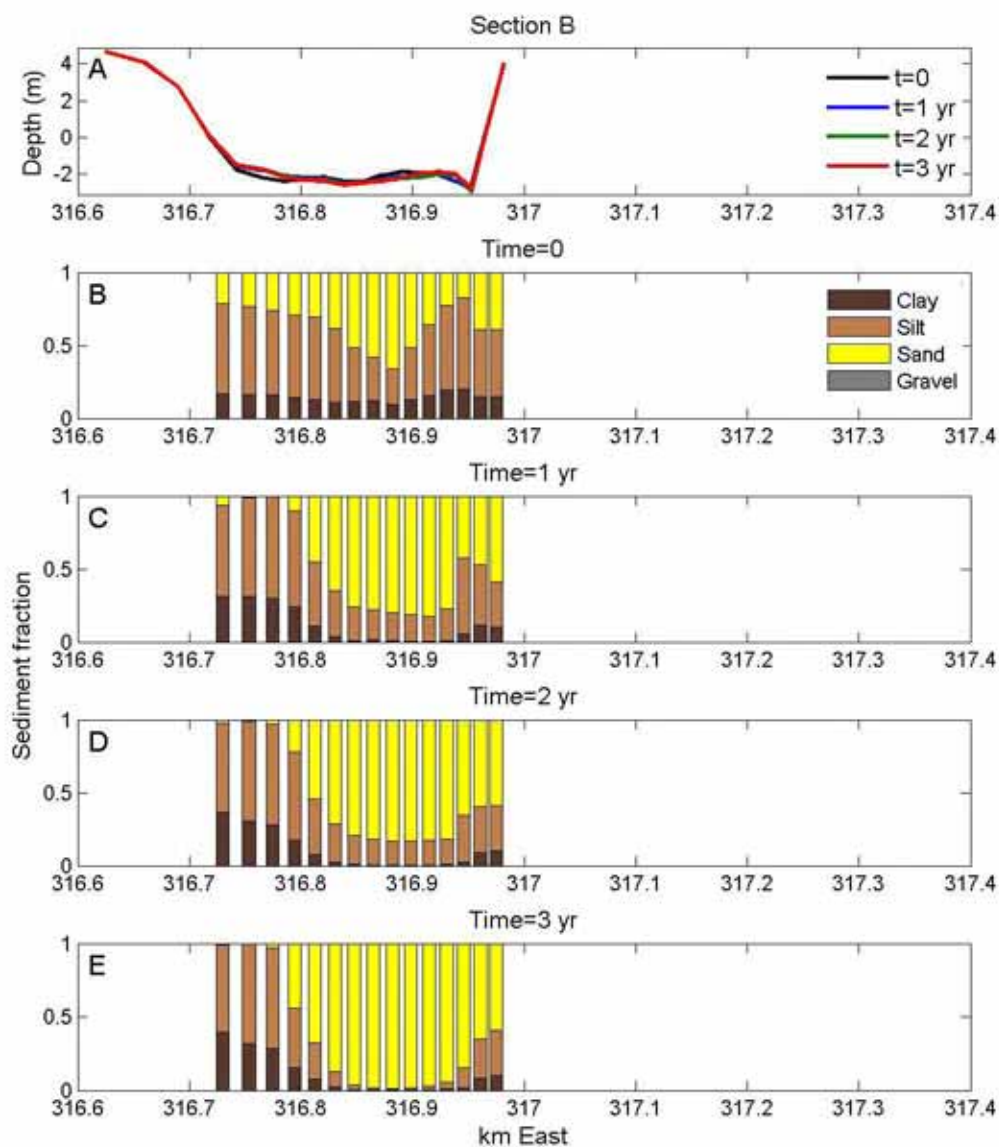 Section B
A
Depth (m)
4
2
0
-2
t=0
t=1 yr
t=2 yr
t=3 yr
316.6 316.7 316.8 316.9 317 317.1 317.2 317.3 317.4
Time=0
B
1
0.5
0
Clay
Silt
Sand
Gravel
316.6 316.7 316.8 316.9 317 317.1 317.2 317.3 317.4
Time=1 yr
C
1
0.5
0
316.6 316.7 316.8 316.9 317 317.1 317.2 317.3 317.4
Sediment fraction
Time=2 yr
D
1
0.5
0
316.6 316.7 316.8 316.9 317 317.1 317.2 317.3 317.4
Time=3 yr
E
1
0.5
0
316.6 316.7 316.8 316.9 317 317.1 317.2 317.3 317.4
km East